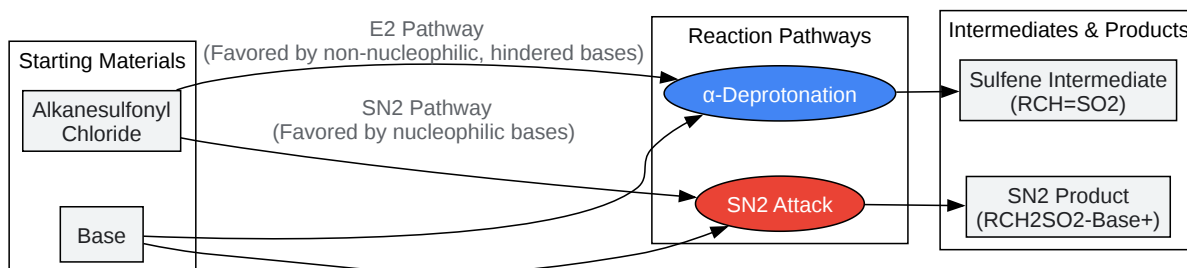 E2 Pathway
(Favored by non-nucleophilic, hindered bases)
Reaction Pathways
Intermediates & Products
Starting Materials
Alkanesulfonyl
Chloride
α-Deprotonation
Sulfene Intermediate
(RCH=SO2)
SN2 Pathway
(Favored by nucleophilic bases)
Base
SN2 Attack
SN2 Product
(RCH2SO2-Base+)